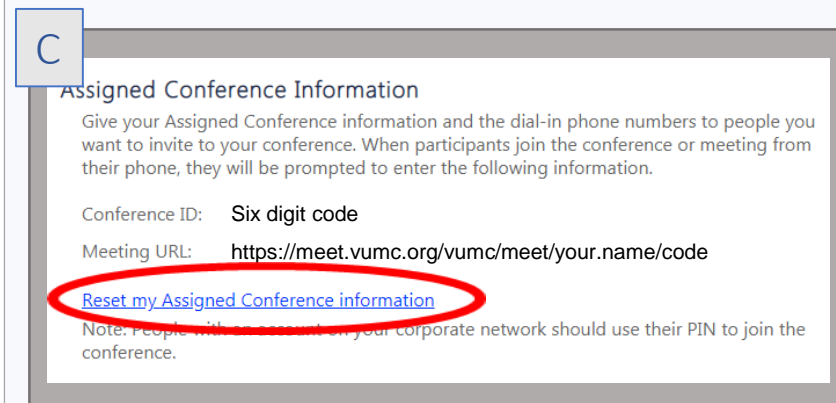 C
Assigned Conference Information
Give your Assigned Conference information and the dial-in phone numbers to people you
want to invite to your conference. When participants join the conference or meeting from
their phone, they will be prompted to enter the following information.
Conference ID: Six digit code
Meeting URL: https://meet.vumc.org/vumc/meet/your.name/code
Reset my Assigned Conference information
Note: People with an account on your corporate network should use their PIN to join the
conference.